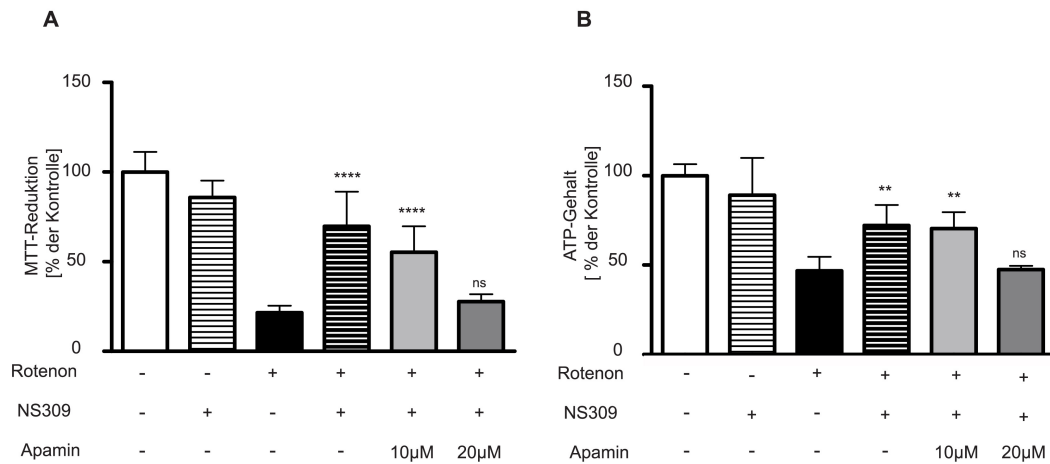 A
MTT-Reduktion
[% der Kontrolle]
150
100
50
0
****
****
ns
Rotenon - - + + + +
NS309 - + - + + +
Apamin - - - - 10µM 20µM
B
ATP-Gehalt
[ % der Kontrolle]
150
100
50
0
**
**
ns
Rotenon - - + + + +
NS309 - + - + + +
Apamin - - - - 10µM 20µM